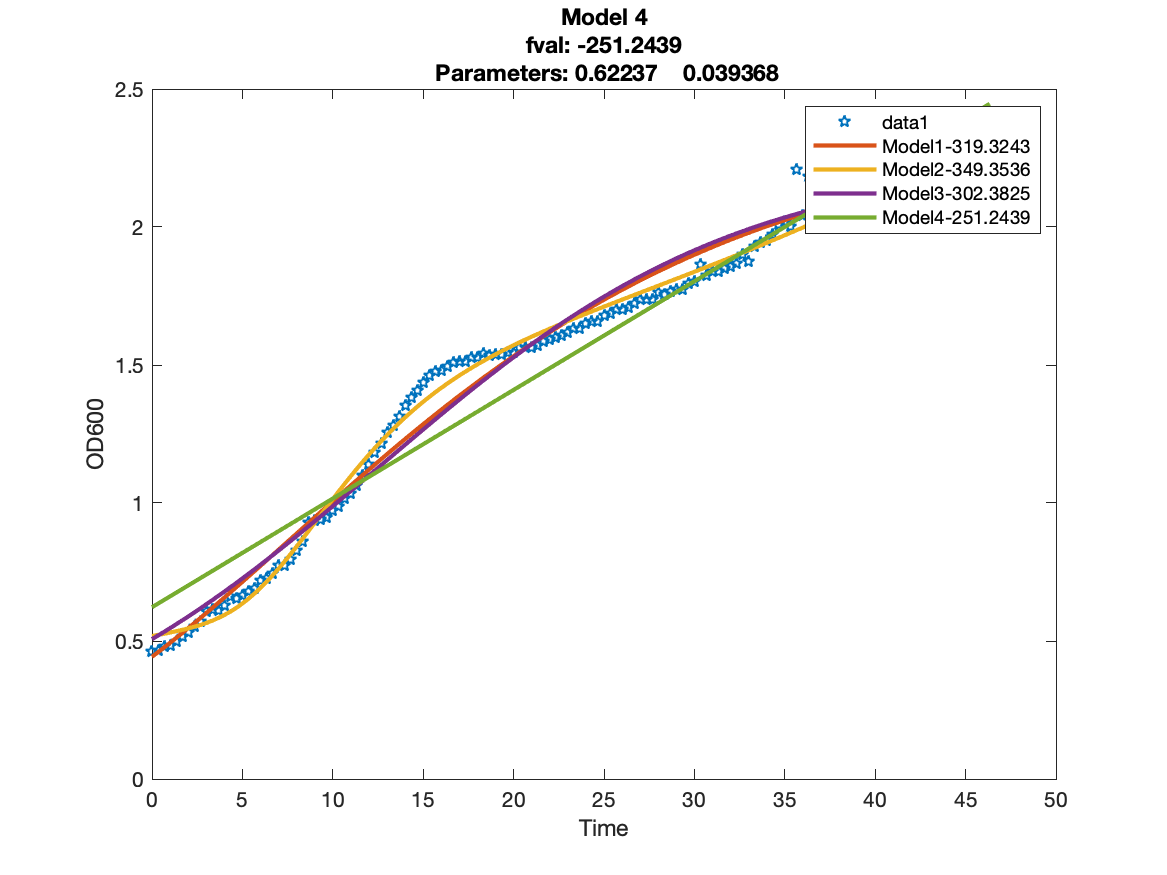 Model 4
fval: -251.2439
Parameters: 0.62237 0.039368
2.5
2
1.5
1
0.5
0
OD600
data1
Model1-319.3243
Model2-349.3536
Model3-302.3825
Model4-251.2439
0 5 10 15 20 25 30 35 40 45 50
Time